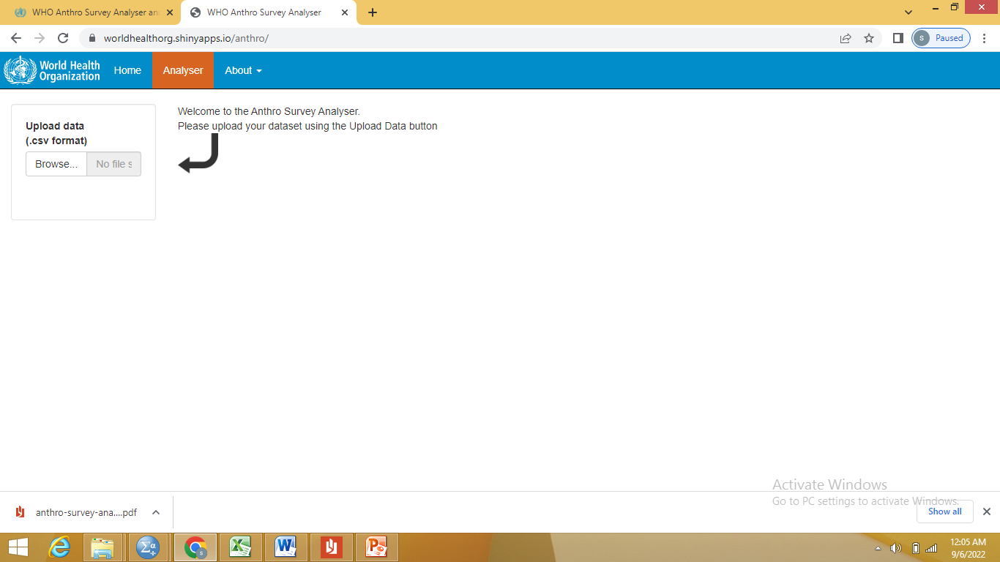 WHO Anthro Survey Analyser an
WHO Anthro Survey Analyser
worldhealthorg.shinyapps.io/anthro/
s
Paused
World Health
Organization
Home
Analyser
About
Upload data
(.csv format)
Browse...
No file s
Welcome to the Anthro Survey Analyser.
Please upload your dataset using the Upload Data button
Activate Windows
Go to PC settings to activate Windows.
anthro-survey-ana....pdf
Show all
Σα
s
12:05 AM
9/6/2022